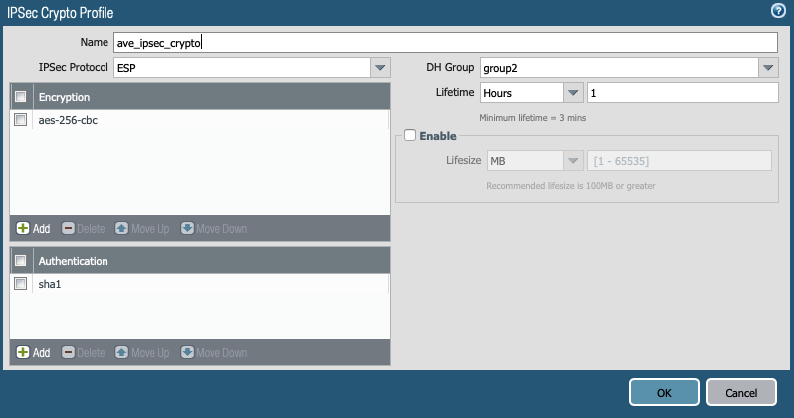 IPSec Crypto Profile
Name ave_ipsec_crypto
IPSec Protocol ESP
DH Group group2
Encryption
aes-256-cbc
Lifetime Hours 1
Minimum lifetime = 3 mins
Enable
Lifesize MB [1 - 65535]
Recommended lifesize is 100MB or greater
Add Delete Move Up Move Down
Authentication
sha1
Add Delete Move Up Move Down
OK Cancel